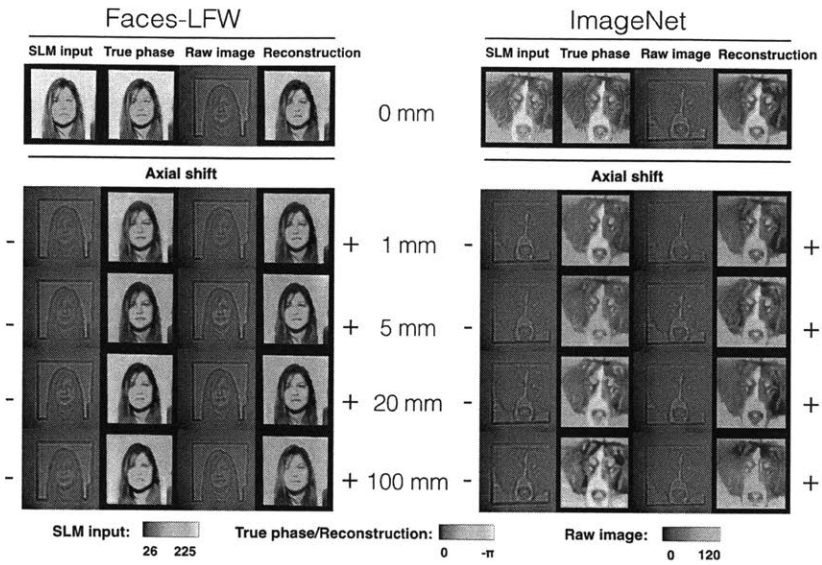 Faces-LFW
ImageNet
SLM input True phase Raw image Reconstruction
SLM input True phase Raw image Reconstruction
0 mm
Axial shift
Axial shift
- + 1 mm - +
- + 5 mm - +
- + 20 mm - +
- + 100 mm - +
SLM input: True phase/Reconstruction: Raw image:
26 225 0 -π 0 120